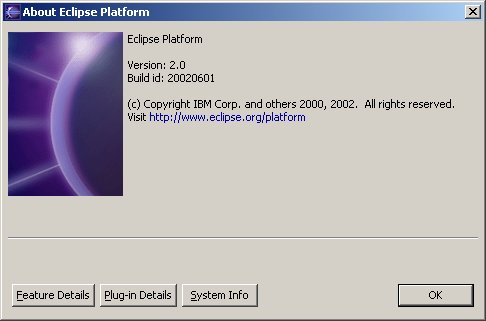 About Eclipse Platform
Eclipse Platform
Version: 2.0
Build id: 20020601
(c) Copyright IBM Corp. and others 2000, 2002.  All rights reserved.
Visit http://www.eclipse.org/platform
Feature Details
Plug-in Details
System Info
OK